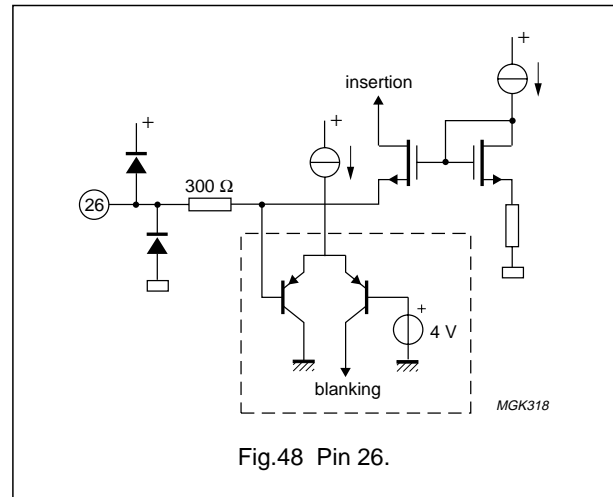 +
insertion
+
+
300 Ω
26
+
4 V
blanking
MGK318
Fig.48 Pin 26.